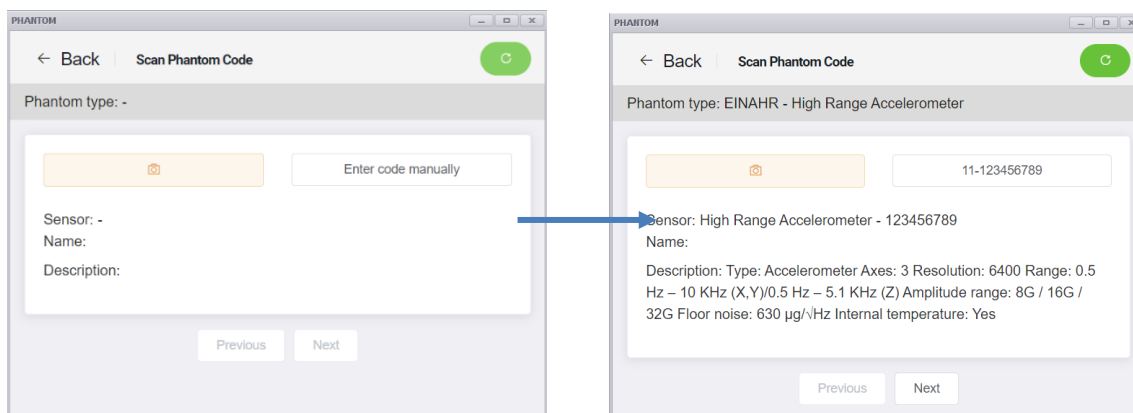 PHANTOM
Back
Scan Phantom Code
Phantom type: -
Enter code manually
Sensor: -
Name:
Description:
Previous
Next
PHANTOM
Back
Scan Phantom Code
Phantom type: EINAHR - High Range Accelerometer
11-123456789
Sensor: High Range Accelerometer - 123456789
Name:
Description: Type: Accelerometer Axes: 3 Resolution: 6400 Range: 0.5
Hz – 10 KHz (X,Y)/0.5 Hz – 5.1 KHz (Z) Amplitude range: 8G / 16G /
32G Floor noise: 630 μg/√Hz Internal temperature: Yes
Previous
Next